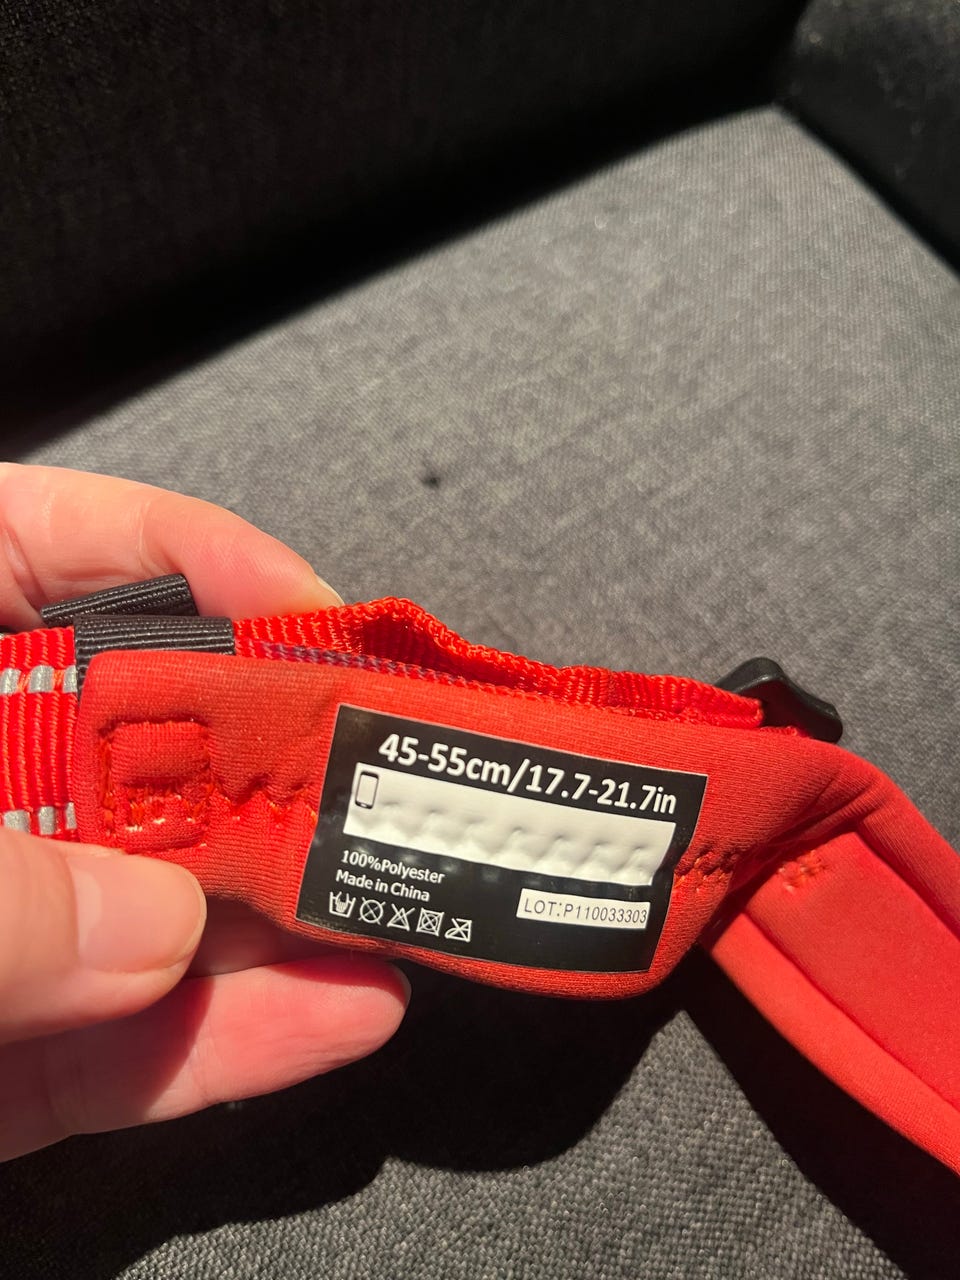 45-55cm/17.7-21.7in
100%Polyester
Made in China
LOT:P110033303